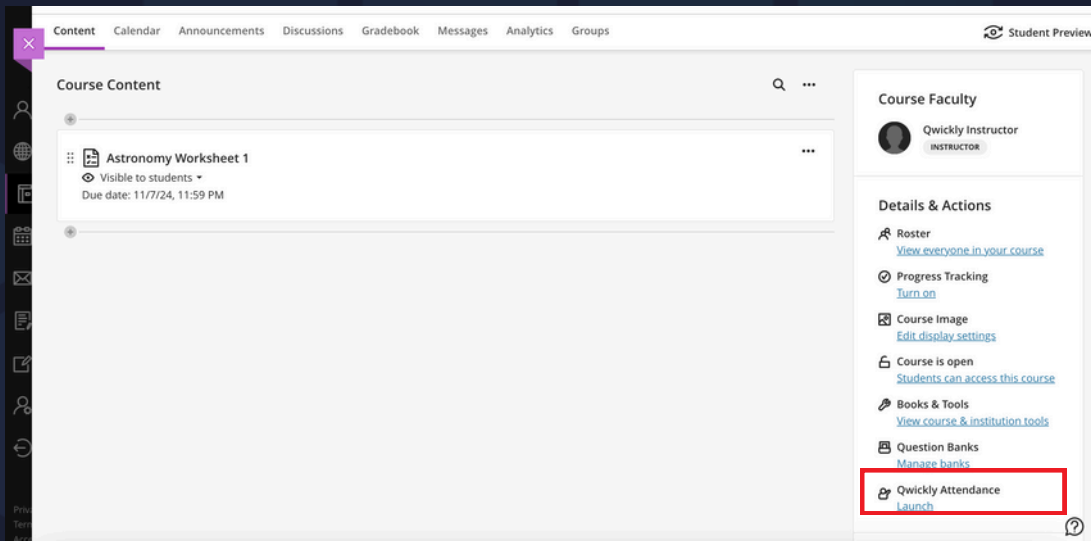 Content Calendar Announcements Discussions Gradebook Messages Analytics Groups Student Preview
Course Content
Astronomy Worksheet 1
Visible to students
Due date: 11/7/24, 11:59 PM
Course Faculty
Qwickly Instructor
INSTRUCTOR
Details & Actions
Roster
View everyone in your course
Progress Tracking
Turn on
Course Image
Edit display settings
Course is open
Students can access this course
Books & Tools
View course & institution tools
Question Banks
Manage banks
Qwickly Attendance
Launch
Priva
Term
Acce